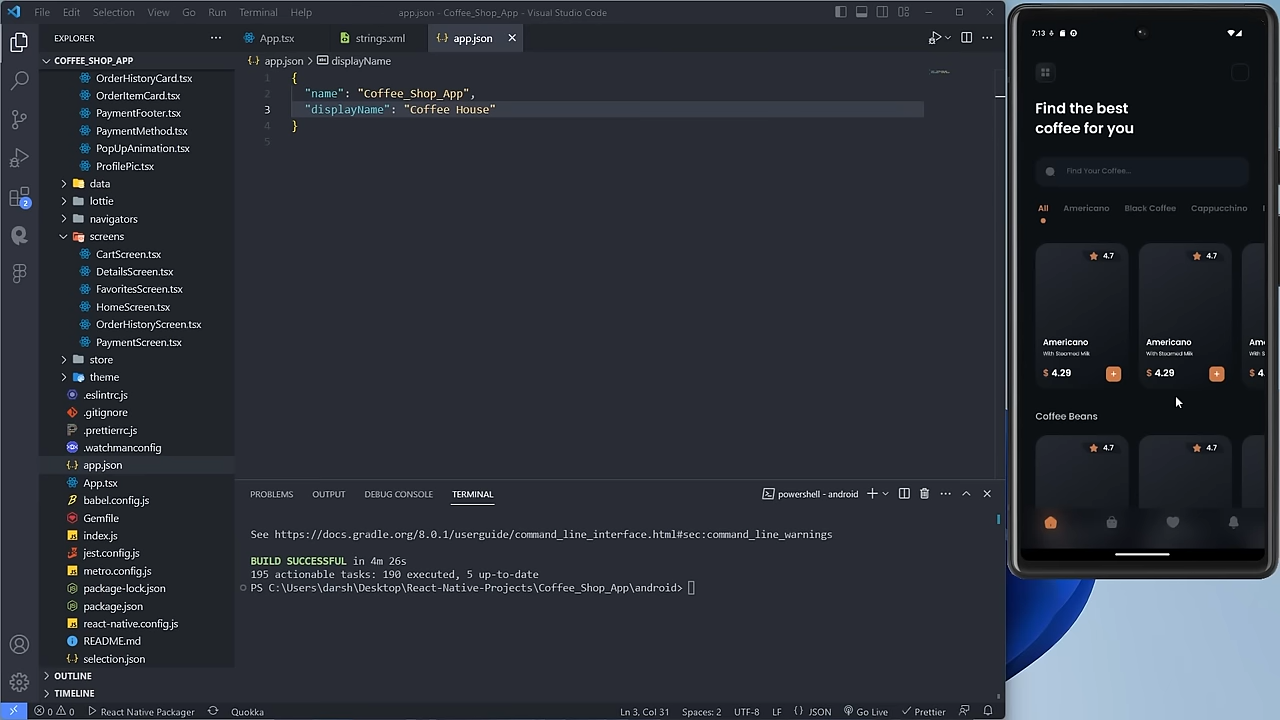 File Edit Selection View Go Run Terminal Help
app.json - Coffee_Shop_App - Visual Studio Code
EXPLORER
COFFEE_SHOP_APP
OrderHistoryCard.tsx
OrderItemCard.tsx
PaymentFooter.tsx
PaymentMethod.tsx
PopUpAnimation.tsx
ProfilePic.tsx
data
lottie
navigators
screens
CartScreen.tsx
DetailsScreen.tsx
FavoritesScreen.tsx
HomeScreen.tsx
OrderHistoryScreen.tsx
PaymentScreen.tsx
store
theme
.eslintrc.js
.gitignore
.prettierrc.js
.watchmanconfig
app.json
App.tsx
babel.config.js
Gemfile
index.js
jest.config.js
metro.config.js
package-lock.json
package.json
react-native.config.js
README.md
selection.json
OUTLINE
TIMELINE
2
App.tsx strings.xml app.json
app.json > displayName
1 {
2 "name": "Coffee_Shop_App",
3 "displayName": "Coffee House"
4 }
5
PROBLEMS OUTPUT DEBUG CONSOLE TERMINAL
powershell - android
See https://docs.gradle.org/8.0.1/userguide/command_line_interface.html#sec:command_line_warnings
BUILD SUCCESSFUL in 4m 26s
195 actionable tasks: 190 executed, 5 up-to-date
PS C:\Users\darsh\Desktop\React-Native-Projects\Coffee_Shop_App\android>
0 0 React Native Packager Quokka
Ln 3, Col 31 Spaces: 2 UTF-8 LF {} JSON Go Live Prettier
7:13
Find the best
coffee for you
Find Your Coffee...
All Americano Black Coffee Cappucchino
4.7 4.7
Americano Americano Am
With Steamed Milk With Steamed Milk With S
$ 4.29 + $ 4.29 + $ 4.
Coffee Beans
4.7 4.7